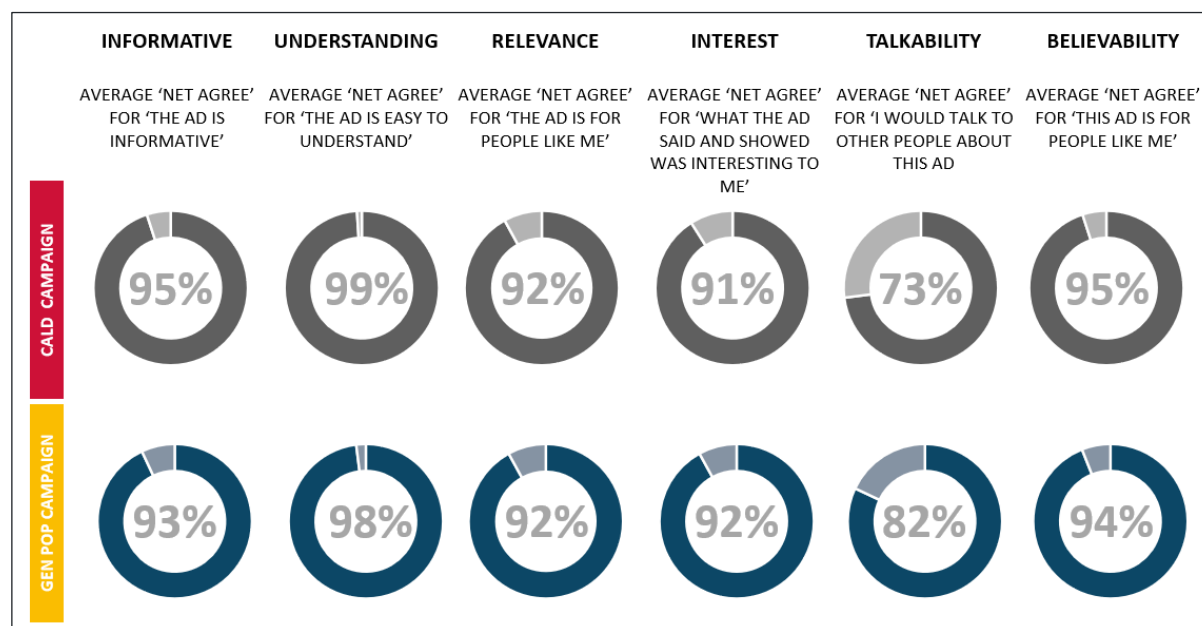 INFORMATIVE
UNDERSTANDING
RELEVANCE
INTEREST
TALKABILITY
BELIEVABILITY
AVERAGE ‘NET AGREE’
FOR ‘THE AD IS
INFORMATIVE’
AVERAGE ‘NET AGREE’
FOR ‘THE AD IS EASY TO
UNDERSTAND’
AVERAGE ‘NET AGREE’
FOR ‘THE AD IS FOR
PEOPLE LIKE ME’
AVERAGE ‘NET AGREE’
FOR ‘WHAT THE AD
SAID AND SHOWED
WAS INTERESTING TO
ME’
AVERAGE ‘NET AGREE’
FOR ‘I WOULD TALK TO
OTHER PEOPLE ABOUT
THIS AD
AVERAGE ‘NET AGREE’
FOR ‘THIS AD IS FOR
PEOPLE LIKE ME’
CALD CAMPAIGN
95%
99%
92%
91%
73%
95%
GEN POP CAMPAIGN
93%
98%
92%
92%
82%
94%